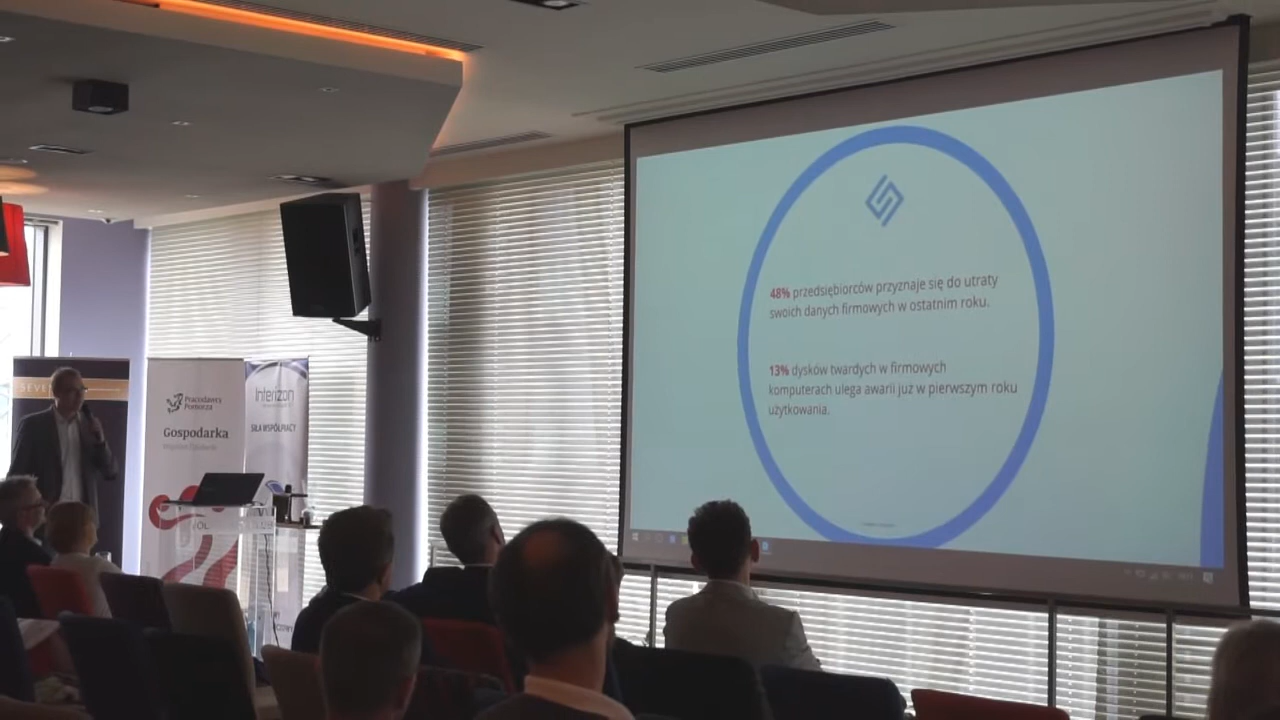 48% przedsiębiorców przyznaje się do utraty
swoich danych firmowych w ostatnim roku.
13% dysków twardych w firmowych
komputerach ulega awarii już w pierwszym roku
użytkowania.
SEVE
Pracodawcy
Pomorza
Gospodarka
Interizon
SIŁA WSPÓŁPRACY